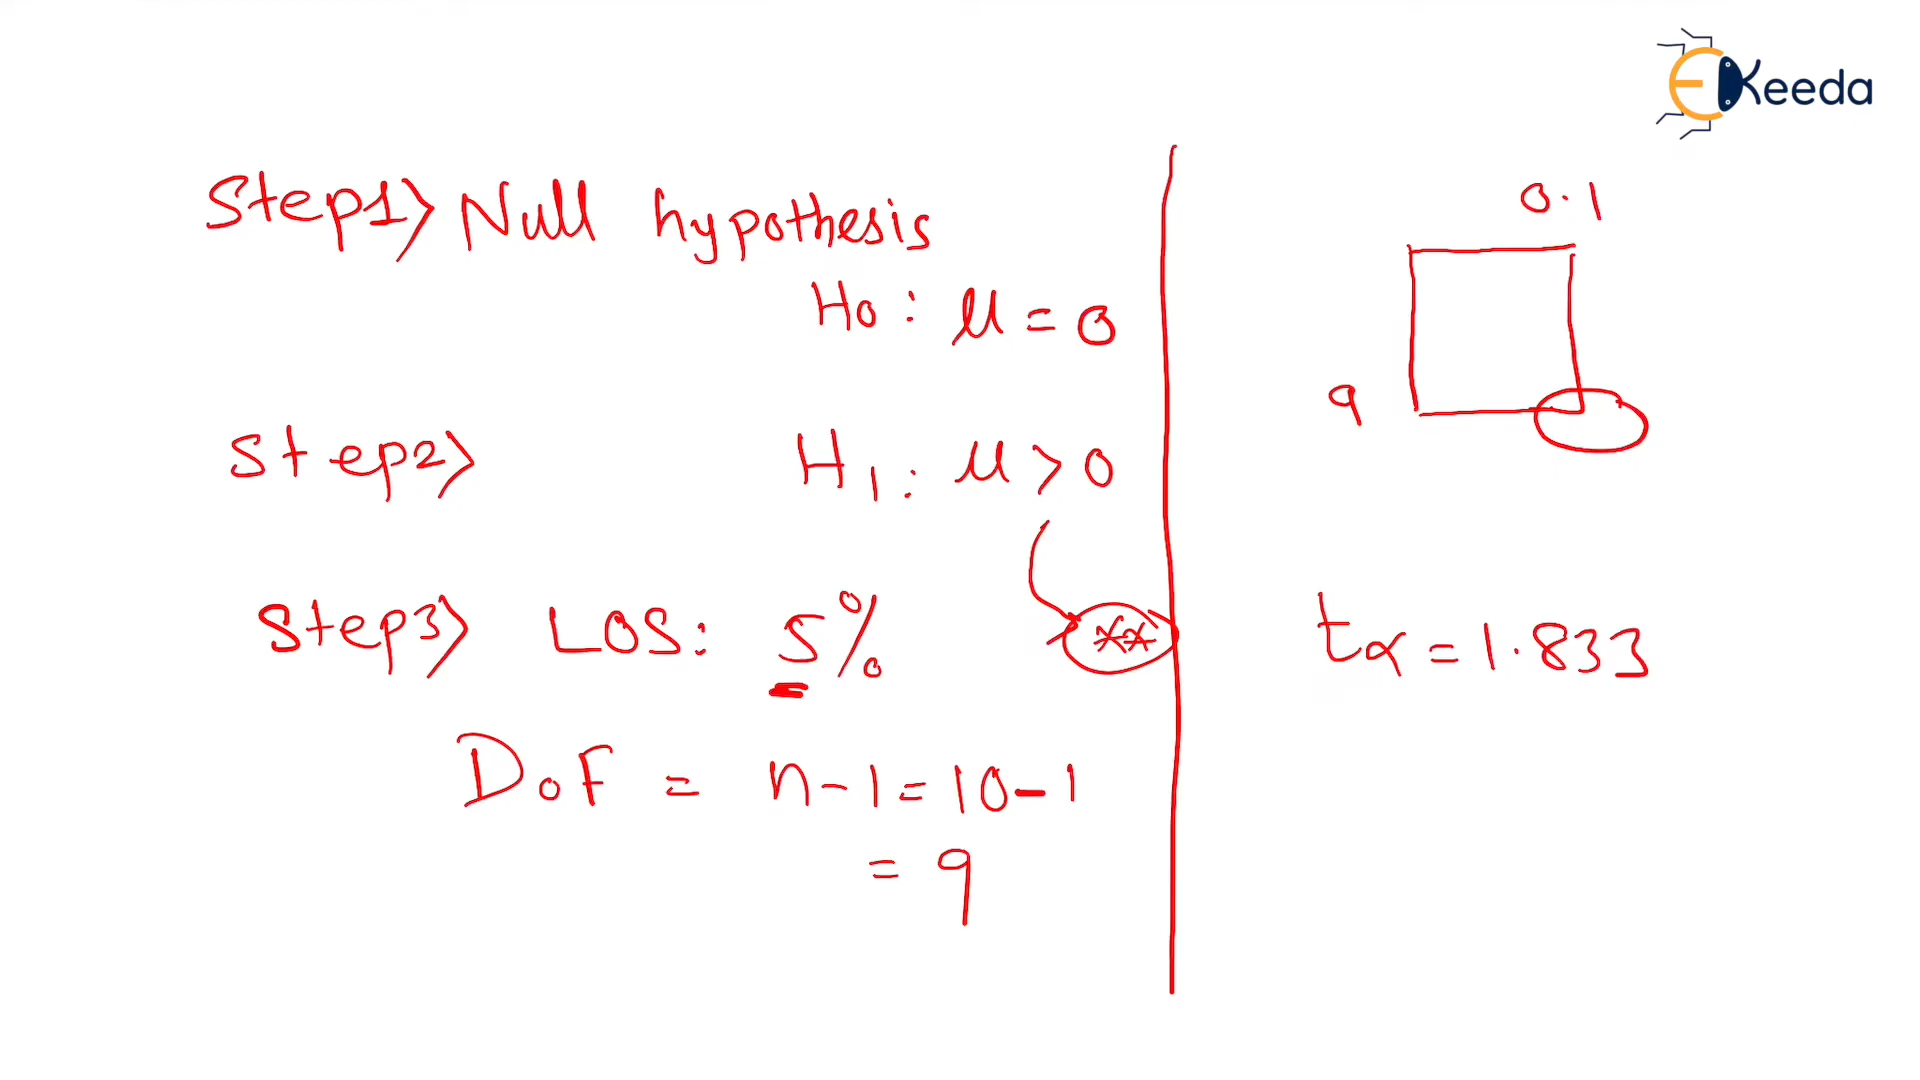 EKeeda
Step1> Null hypothesis
H0 : μ = 0
Step2> H1 : μ > 0
Step3> LOS: 5% **
DoF = n-1 = 10-1
= 9
0.1
9
tα = 1.833